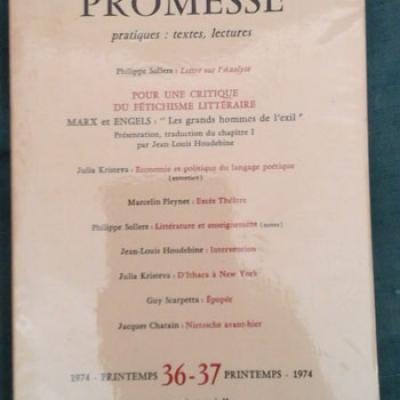 PROMESSE
pratiques : textes, lectures
Philippe Sollers : Lettre sur l'analyse
POUR UNE CRITIQUE
DU FÉTICHISME LITTÉRAIRE
MARX et ENGELS : " Les grands hommes de l'exil "
Présentation, traduction du chapitre I
par Jean Louis Houdebine
Julia Kristeva : Economie et politique du langage poétique
(entretien)
Marcelin Pleynet : Excès Théâtre
Philippe Sollers : Littérature et enseignement (notes)
Jean-Louis Houdebine : Intervention
Julia Kristeva : D'Ithaca à New York
Guy Scarpetta : Épopée
Jacques Chatain : Nietzsche avant-hier
1974 - PRINTEMPS 36-37 PRINTEMPS - 1974